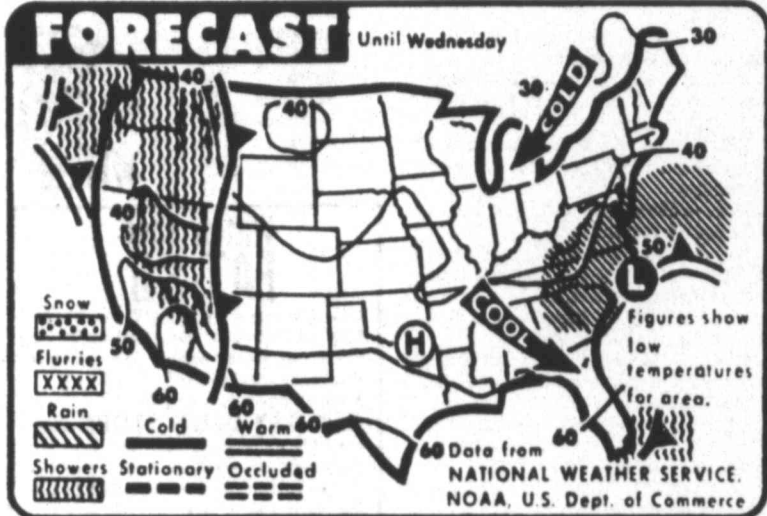 FORECAST Until Wednesday
30
COLD
30
40
40
40
40
50
L
COOL
H
50
60
60
60
60
60
Snow
Flurries
Rain
Showers
Cold
Warm
Stationary
Occluded
Figures show
low
temperatures
for area.
Data from
NATIONAL WEATHER SERVICE.
NOAA, U.S. Dept. of Commerce